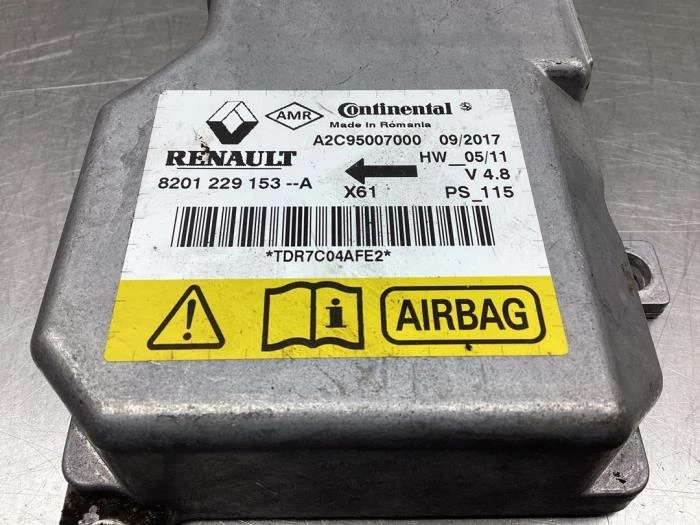 AMR Continental
Made in Romania
A2C95007000 09/2017
RENAULT HW_05/11
8201 229 153 --A V 4.8
X61 PS_115
*TDR7C04AFE2*
i AIRBAG